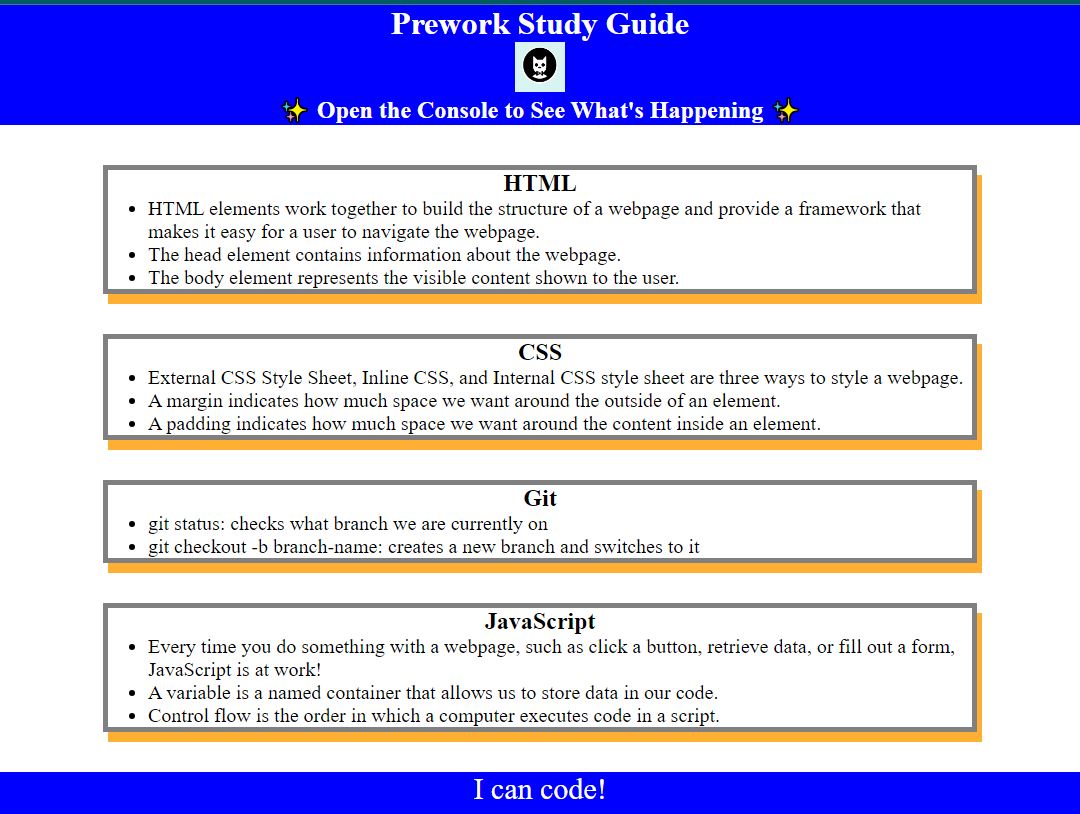 Prework Study Guide
✨ Open the Console to See What's Happening ✨
HTML
• HTML elements work together to build the structure of a webpage and provide a framework that
makes it easy for a user to navigate the webpage.
• The head element contains information about the webpage.
• The body element represents the visible content shown to the user.
CSS
• External CSS Style Sheet, Inline CSS, and Internal CSS style sheet are three ways to style a webpage.
• A margin indicates how much space we want around the outside of an element.
• A padding indicates how much space we want around the content inside an element.
Git
• git status: checks what branch we are currently on
• git checkout -b branch-name: creates a new branch and switches to it
JavaScript
• Every time you do something with a webpage, such as click a button, retrieve data, or fill out a form,
JavaScript is at work!
• A variable is a named container that allows us to store data in our code.
• Control flow is the order in which a computer executes code in a script.
I can code!